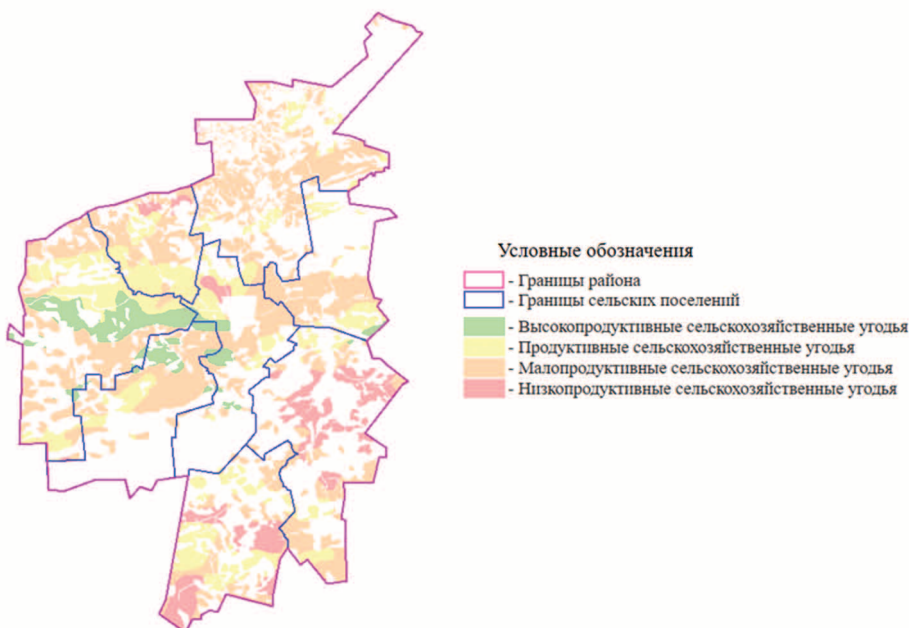 Условные обозначения
- Границы района
- Границы сельских поселений
- Высокопродуктивные сельскохозяйственные угодья
- Продуктивные сельскохозяйственные угодья
- Малопродуктивные сельскохозяйственные угодья
- Низкопродуктивные сельскохозяйственные угодья